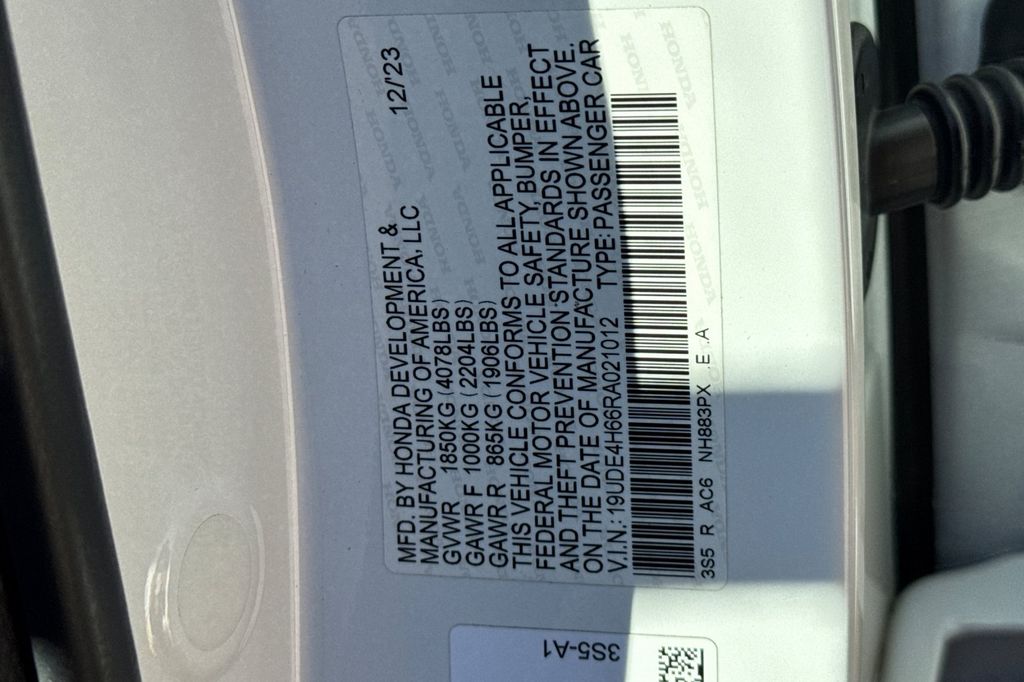 MFD. BY HONDA DEVELOPMENT &
MANUFACTURING OF AMERICA, LLC 12/'23
GVWR 1850KG (4078LBS)
GAWR F 1000KG (2204LBS)
GAWR R 865KG (1906LBS)
THIS VEHICLE CONFORMS TO ALL APPLICABLE
FEDERAL MOTOR VEHICLE SAFETY, BUMPER,
AND THEFT PREVENTION STANDARDS IN EFFECT
ON THE DATE OF MANUFACTURE SHOWN ABOVE.
V.I.N.: 19UDE4H66RA021012 TYPE: PASSENGER CAR
3S5 R AC6 NH883PX E A
3S5-A1